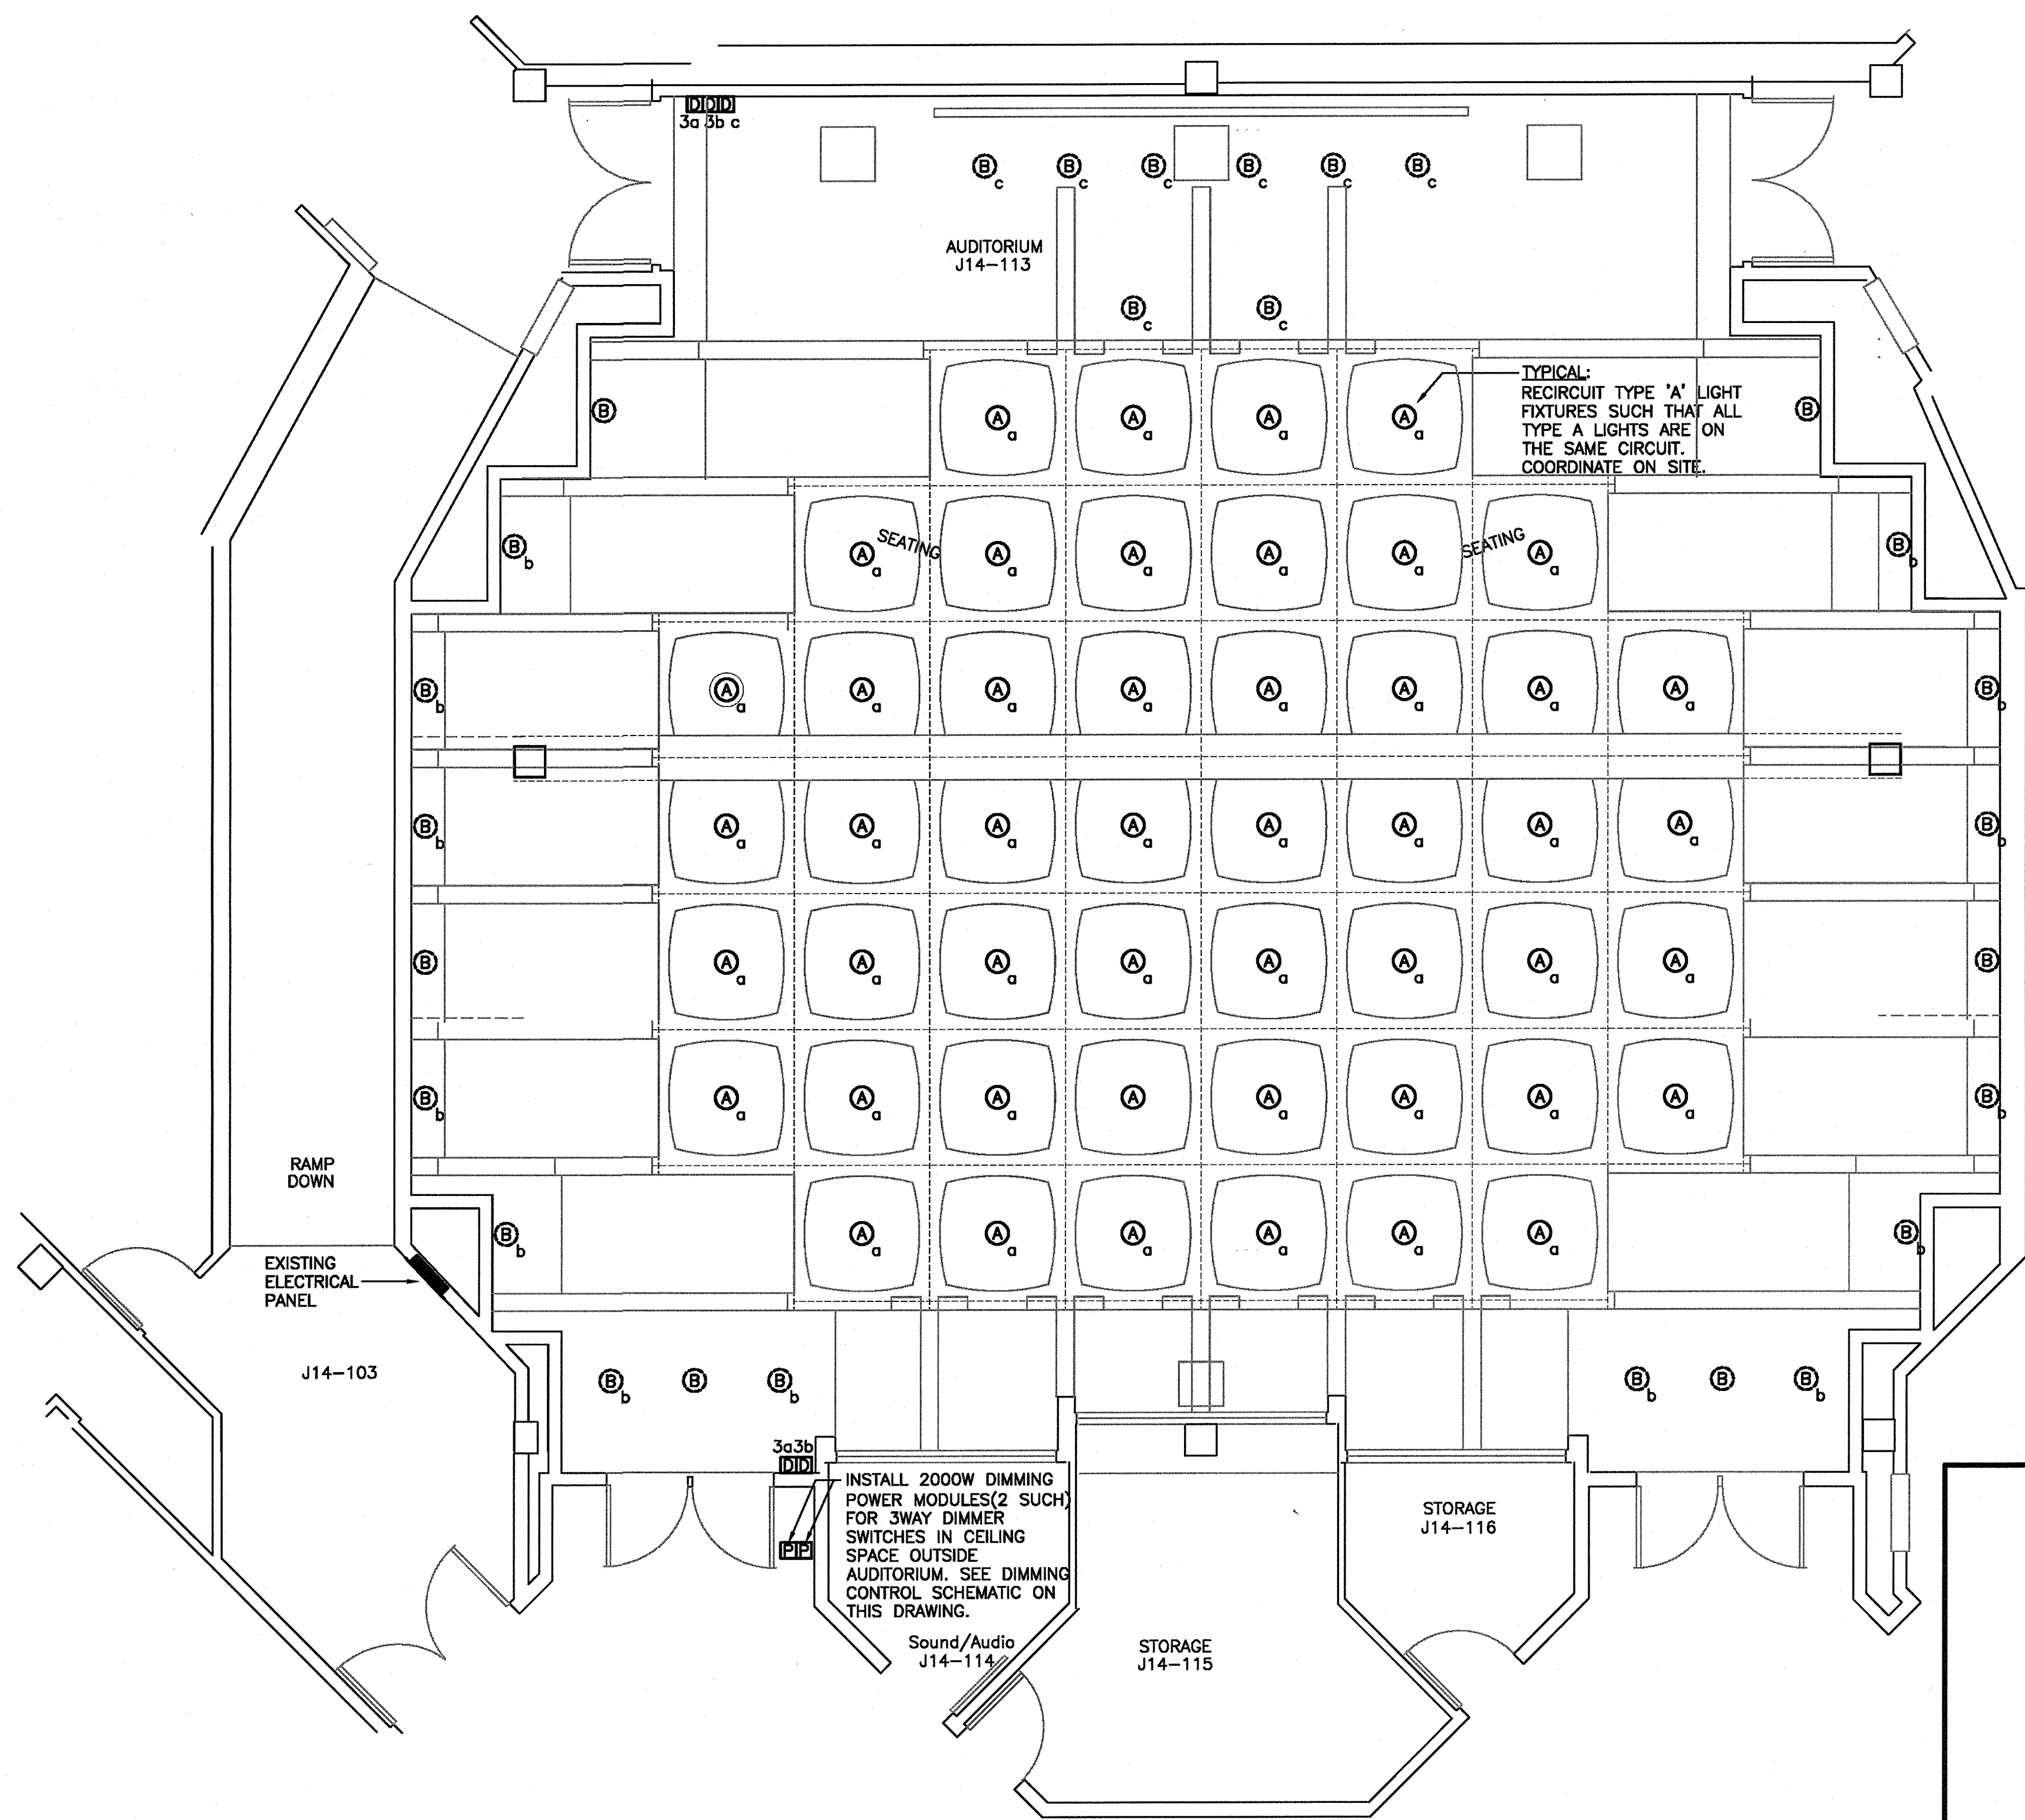 DDD
3a 3b c
B c B c B c B c B c B c
AUDITORIUM
J14-113
B c B c
TYPICAL:
RECIRCUIT TYPE 'A' LIGHT
FIXTURES SUCH THAT ALL
TYPE A LIGHTS ARE ON
THE SAME CIRCUIT.
COORDINATE ON SITE.
B A a A a A a A a B
SEATING SEATING
B b A a A a A a A a A a A a B b
B b A a A a A a A a A a A a A a A a B b
B b A a A a A a A a A a A a A a A a B b
B A a A a A a A a A a A a A a A a B
B b A a A a A a A A a A a A a A a B b
RAMP
DOWN
B b A a A a A a A a A a A a B b
EXISTING
ELECTRICAL
PANEL
J14-103
B b B B b B b B B b
3a3b
DD
INSTALL 2000W DIMMING
POWER MODULES(2 SUCH)
FOR 3WAY DIMMER
SWITCHES IN CEILING
SPACE OUTSIDE
AUDITORIUM. SEE DIMMING
CONTROL SCHEMATIC ON
THIS DRAWING.
PP
STORAGE
J14-116
Sound/Audio
J14-114
STORAGE
J14-115